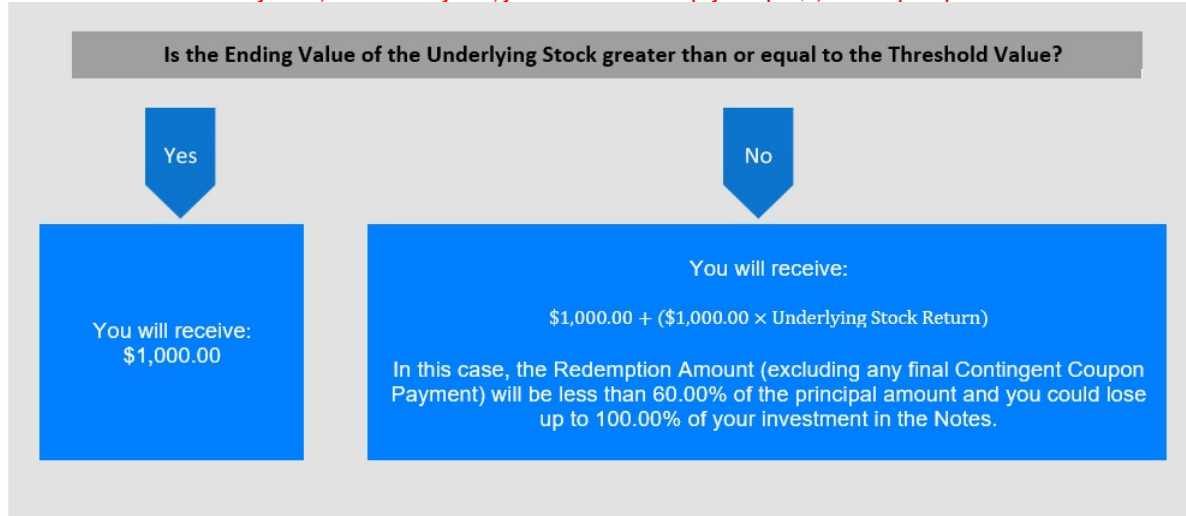 Is the Ending Value of the Underlying Stock greater than or equal to the Threshold Value?
Yes
No
You will receive:
$1,000.00
You will receive:
$1,000.00 + ($1,000.00 × Underlying Stock Return)
In this case, the Redemption Amount (excluding any final Contingent Coupon
Payment) will be less than 60.00% of the principal amount and you could lose
up to 100.00% of your investment in the Notes.